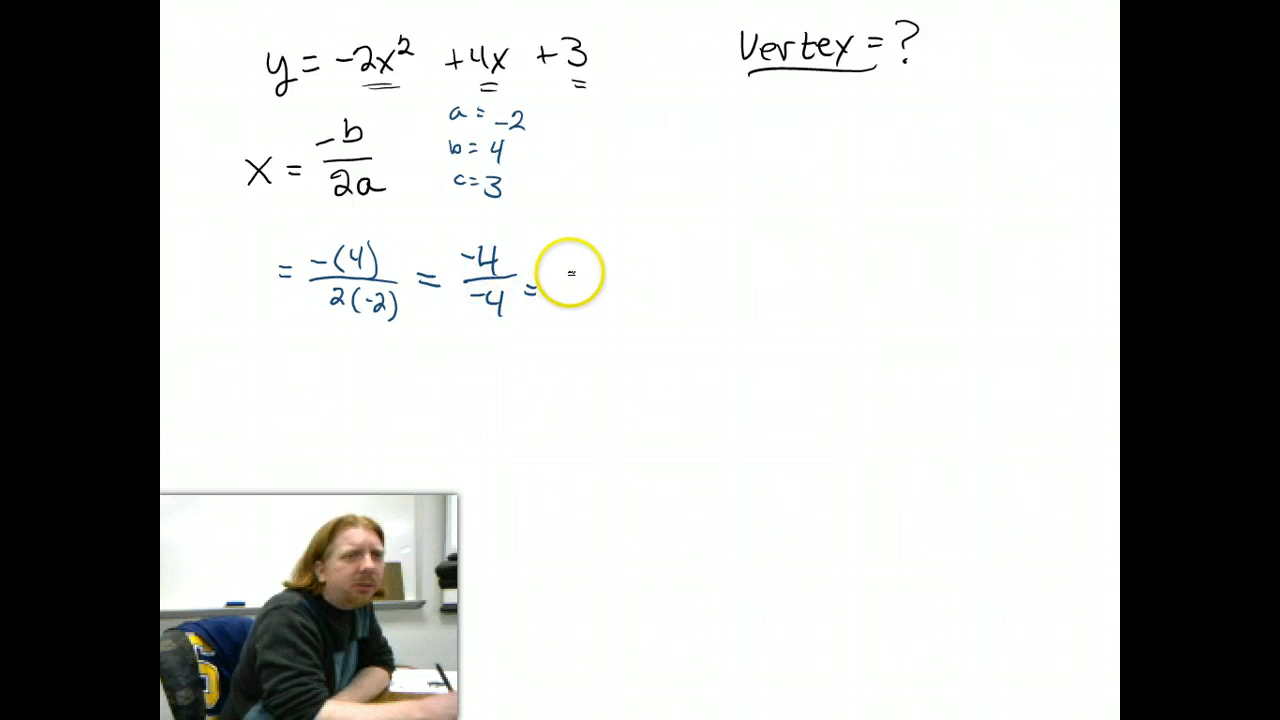 y = -2x² +4x +3
Vertex = ?
a = -2
b = 4
c = 3
x = -b/2a
= -(4)/2(-2) = -4/-4 =